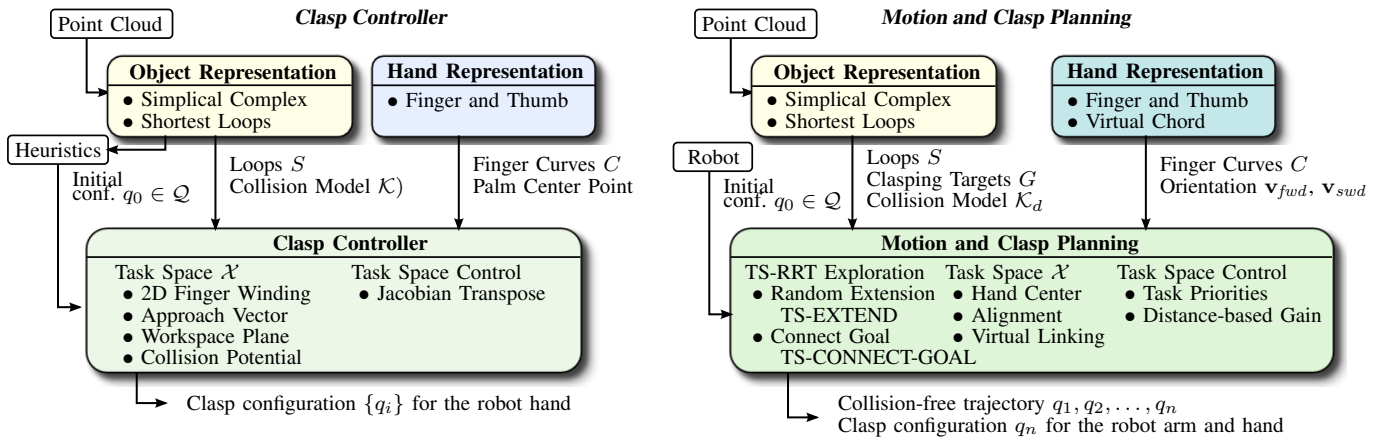 Clasp Controller
Point Cloud
Object Representation
● Simplical Complex
● Shortest Loops
Hand Representation
● Finger and Thumb
Heuristics
Initial
conf. q₀ ∈ 𝒬
Loops S
Collision Model 𝒦)
Finger Curves C
Palm Center Point
Clasp Controller
Task Space 𝒳
● 2D Finger Winding
● Approach Vector
● Workspace Plane
● Collision Potential
Task Space Control
● Jacobian Transpose
Clasp configuration {qᵢ} for the robot hand
Motion and Clasp Planning
Point Cloud
Object Representation
● Simplical Complex
● Shortest Loops
Hand Representation
● Finger and Thumb
● Virtual Chord
Robot
Initial
conf. q₀ ∈ 𝒬
Loops S
Clasping Targets G
Collision Model 𝒦_d
Finger Curves C
Orientation v_fwd, v_swd
Motion and Clasp Planning
TS-RRT Exploration
● Random Extension
TS-EXTEND
● Connect Goal
TS-CONNECT-GOAL
Task Space 𝒳
● Hand Center
● Alignment
● Virtual Linking
Task Space Control
● Task Priorities
● Distance-based Gain
Collision-free trajectory q₁, q₂, . . . , qₙ
Clasp configuration qₙ for the robot arm and hand